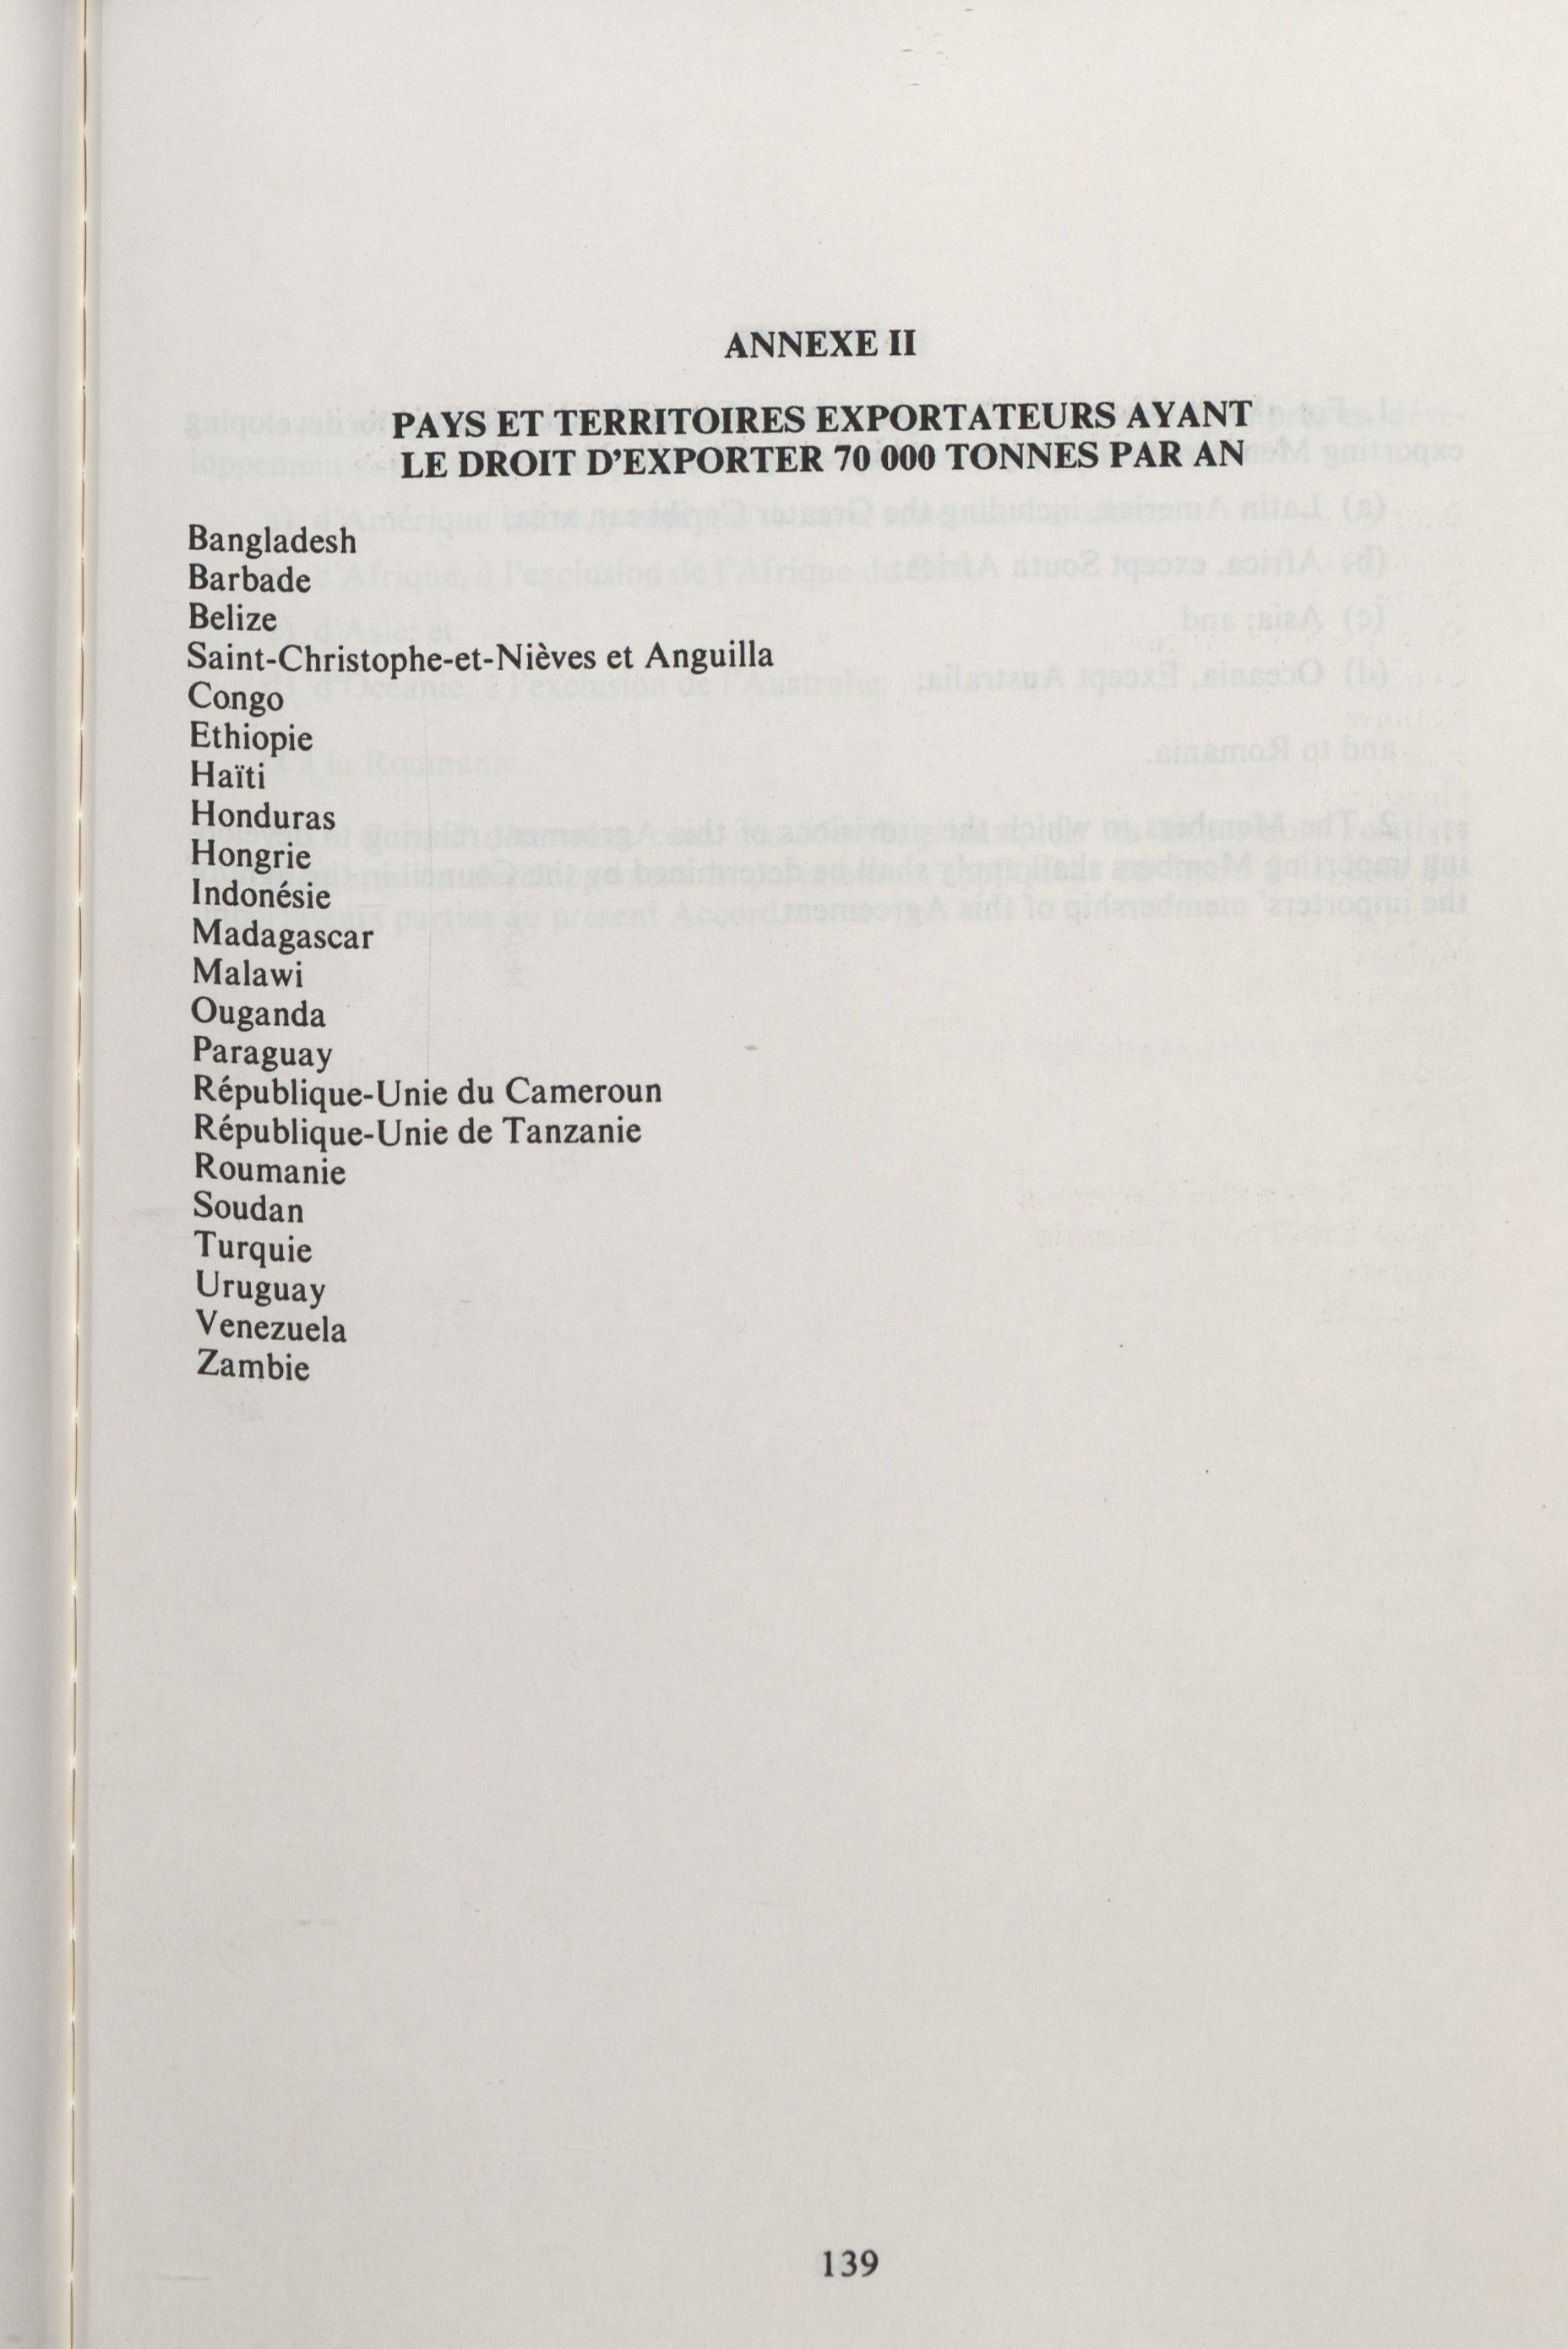 ANNEXE II
PAYS ET TERRITOIRES EXPORTATEURS AYANT
LE DROIT D'EXPORTER 70 000 TONNES PAR AN
Bangladesh
Barbade
Belize
Saint-Christophe-et-Nièves et Anguilla
Congo
Ethiopie
Haïti
Honduras
Hongrie
Indonésie
Madagascar
Malawi
Ouganda
Paraguay
République-Unie du Cameroun
République-Unie de Tanzanie
Roumanie
Soudan
Turquie
Uruguay
Venezuela
Zambie
139